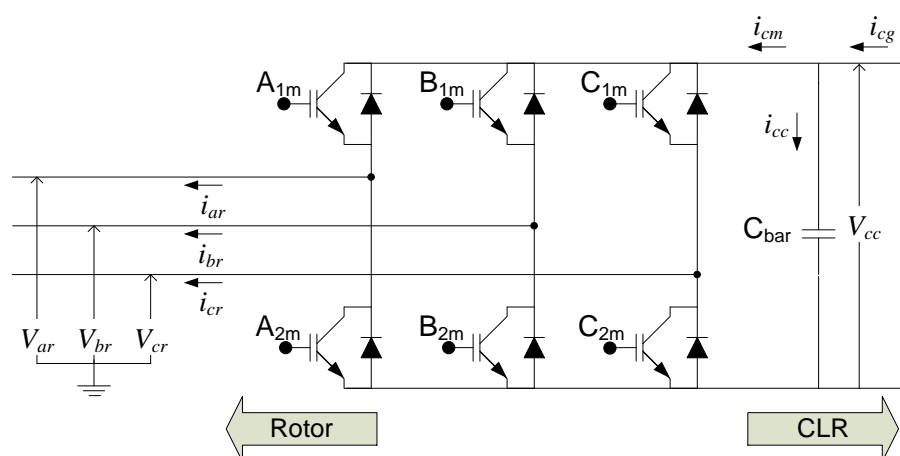 i_cm i_cg
A_1m B_1m C_1m
i_cc
i_ar
i_br
i_cr
C_bar V_cc
A_2m B_2m C_2m
V_ar V_br V_cr
Rotor CLR